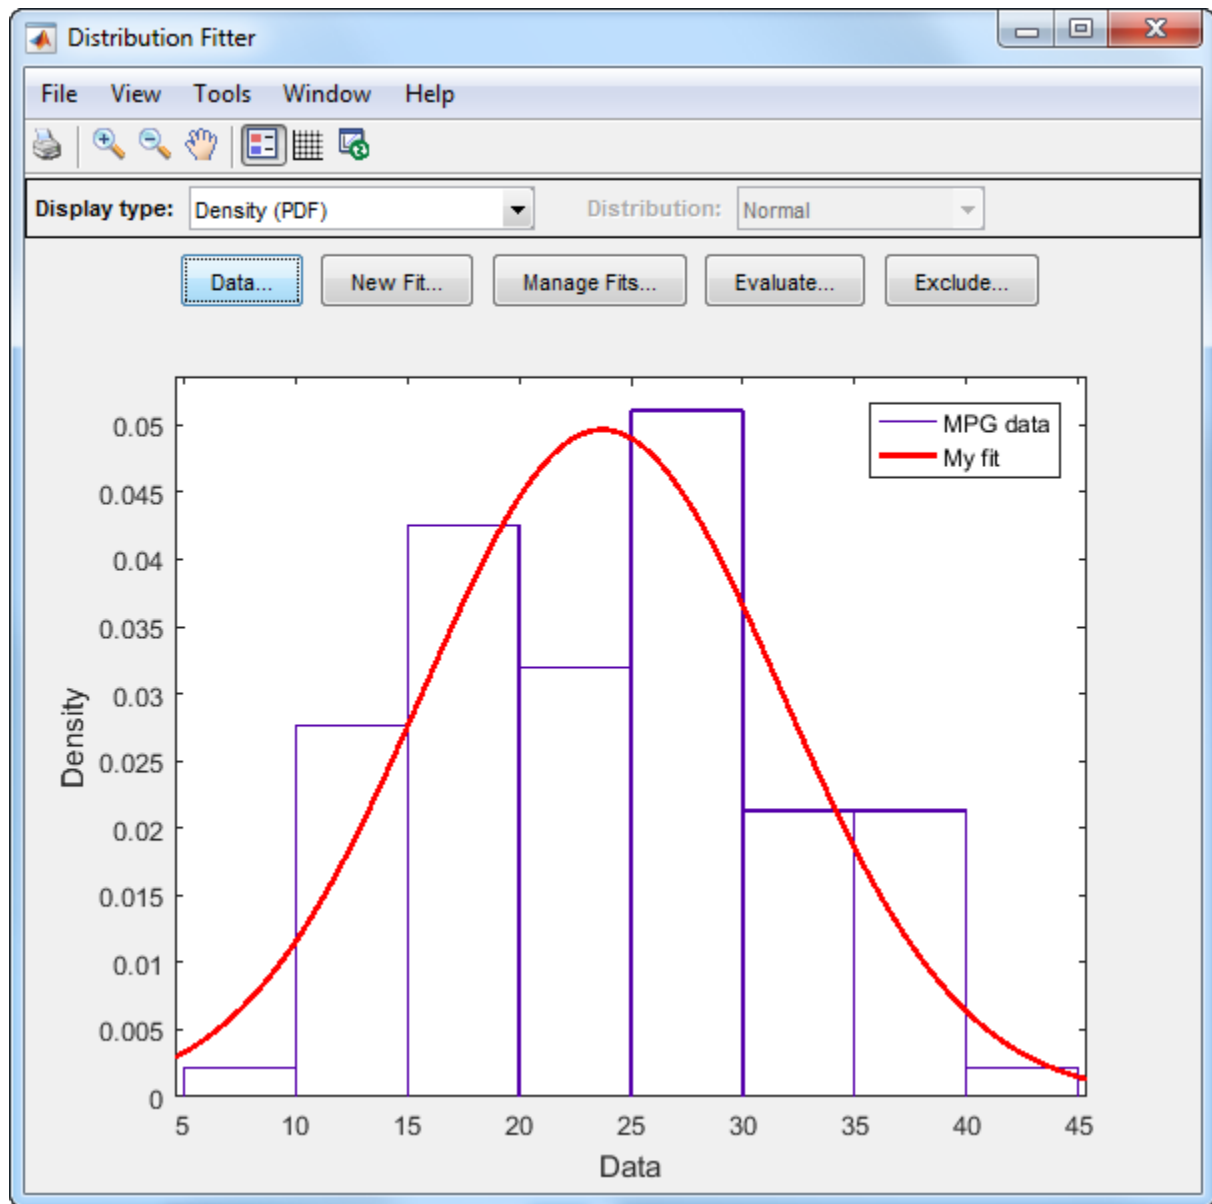 Distribution Fitter
File View Tools Window Help
Display type: Density (PDF) Distribution: Normal
Data... New Fit... Manage Fits... Evaluate... Exclude...
MPG data
My fit
0.05
0.045
0.04
0.035
0.03
0.025
0.02
0.015
0.01
0.005
0
Density
5 10 15 20 25 30 35 40 45
Data